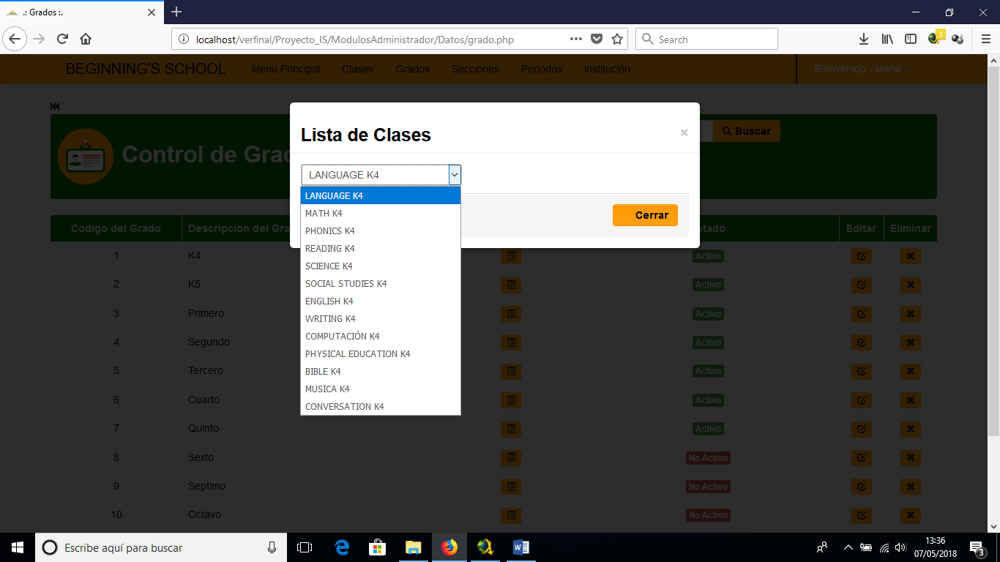 .: Grados :.
localhost/verfinal/Proyecto_IS/ModulosAdministrador/Datos/grado.php
Search
BEGINNING'S SCHOOL Menu Principal Clases Grados Secciones Periodos Institución Bienvenido - Maria
Lista de Clases ×
Buscar
Control de Grad
LANGUAGE K4
LANGUAGE K4
MATH K4
PHONICS K4
READING K4
SCIENCE K4
SOCIAL STUDIES K4
ENGLISH K4
WRITING K4
COMPUTACIÓN K4
PHYSICAL EDUCATION K4
BIBLE K4
MUSICA K4
CONVERSATION K4
Cerrar
Codigo del Grado Descripcion del Gra stado Editar Eliminar
1 K4 Activo
2 K5 Activo
3 Primero Activo
4 Segundo Activo
5 Tercero Activo
6 Cuarto Activo
7 Quinto Activo
8 Sexto No Activo
9 Septimo No Activo
10 Octavo No Activo
Escribe aquí para buscar
13:36
07/05/2018
3